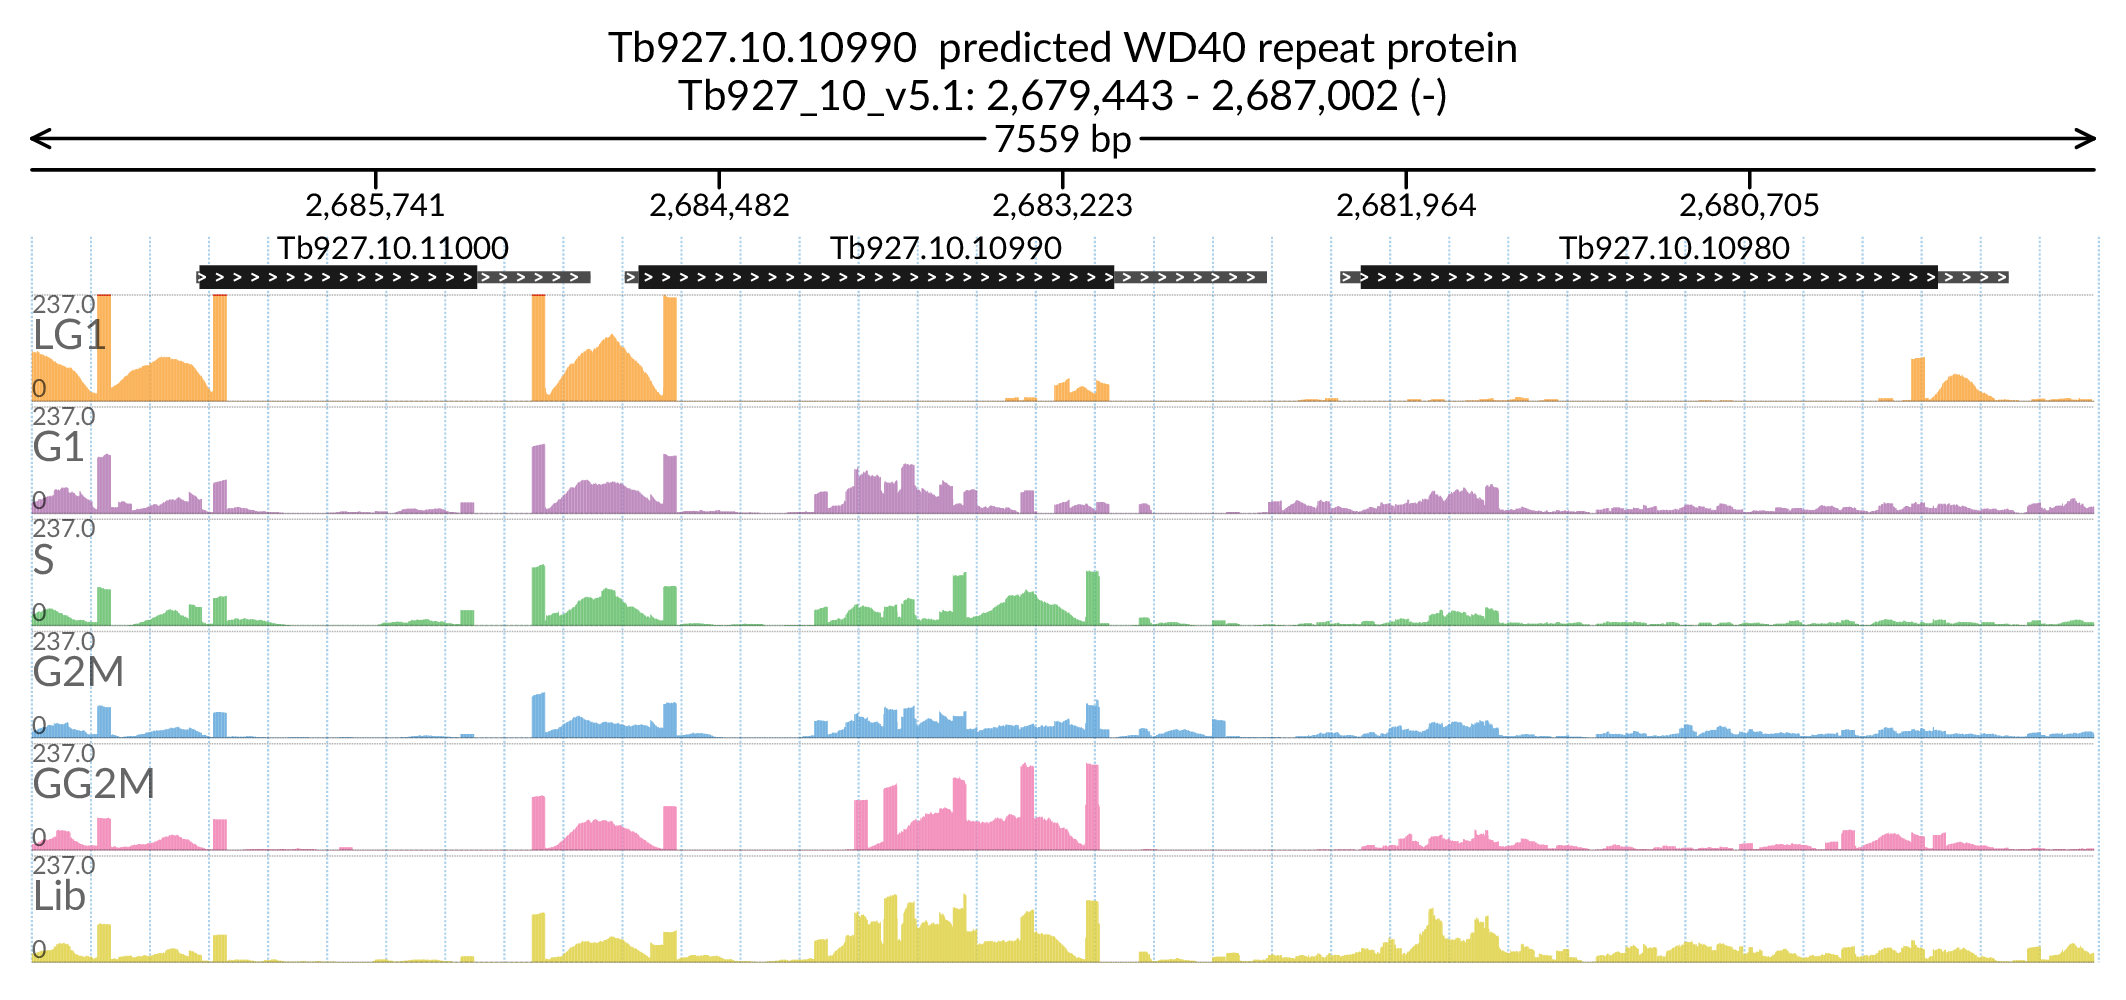 Tb927.10.10990 predicted WD40 repeat protein
Tb927_10_v5.1: 2,679,443 - 2,687,002 (-)
7559 bp
2,685,741 2,684,482 2,683,223 2,681,964 2,680,705
Tb927.10.11000 Tb927.10.10990 Tb927.10.10980
237.0
LG1
0
237.0
G1
0
237.0
S
0
237.0
G2M
0
237.0
GG2M
0
237.0
Lib
0